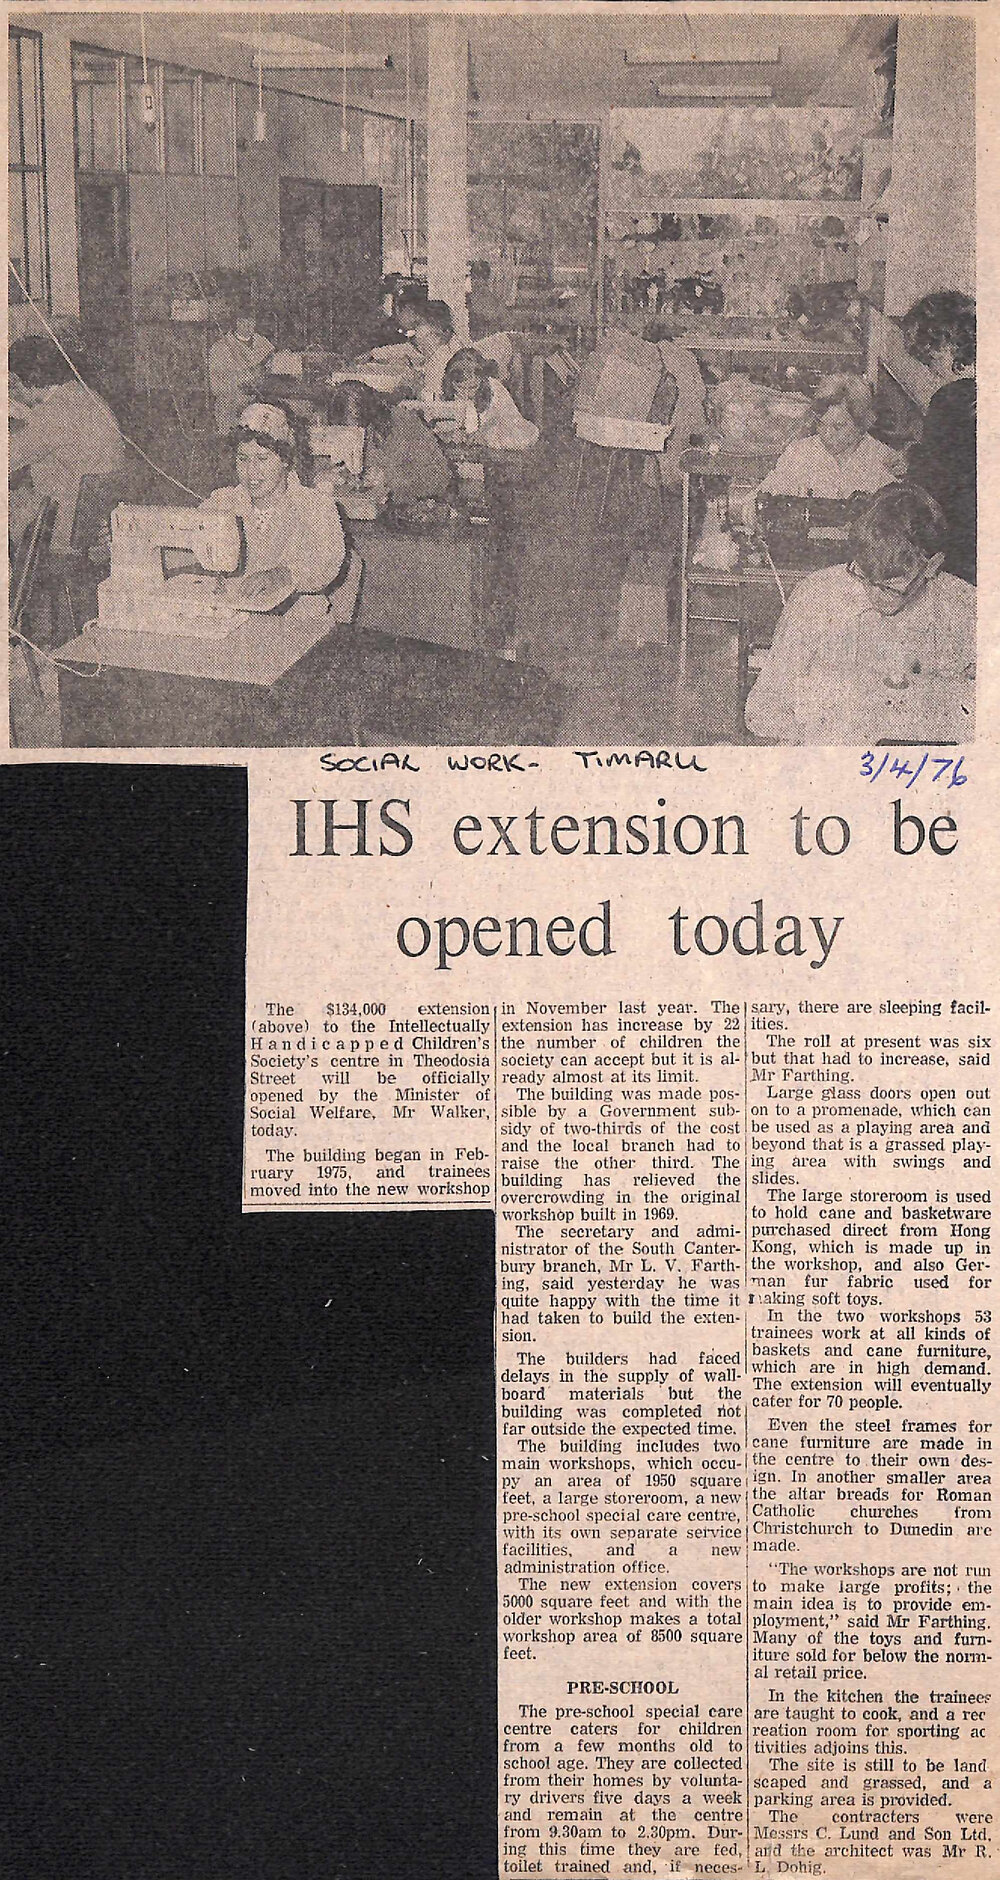 SOCIAL WORK- TIMARU
3/4/76
IHS extension to be
opened today
The $134,000 extension
(above) to the Intellectually
Handicapped Children's
Society's centre in Theodosia
Street will be officially
opened by the Minister of
Social Welfare, Mr Walker,
today.
The building began in Feb-
ruary 1975, and trainees
moved into the new workshop
in November last year. The
extension has increase by 22
the number of children the
society can accept but it is al-
ready almost at its limit.
The building was made pos-
sible by a Government sub-
sidy of two-thirds of the cost
and the local branch had to
raise the other third. The
building has relieved the
overcrowding in the original
workshop built in 1969.
The secretary and admi-
nistrator of the South Canter-
bury branch, Mr L. V. Farth-
ing, said yesterday he was
quite happy with the time it
had taken to build the exten-
sion.
The builders had faced
delays in the supply of wall-
board materials but the
building was completed not
far outside the expected time.
The building includes two
main workshops, which occu-
py an area of 1950 square
feet, a large storeroom, a new
pre-school special care centre,
with its own separate service
facilities, and a new
administration office.
The new extension covers
5000 square feet and with the
older workshop makes a total
workshop area of 8500 square
feet.
PRE-SCHOOL
The pre-school special care
centre caters for children
from a few months old to
school age. They are collected
from their homes by volunta-
ry drivers five days a week
and remain at the centre
from 9.30am to 2.30pm. Dur-
ing this time they are fed,
toilet trained and, if neces-
sary, there are sleeping facil-
ities.
The roll at present was six
but that had to increase, said
Mr Farthing.
Large glass doors open out
on to a promenade, which can
be used as a playing area and
beyond that is a grassed play-
ing area with swings and
slides.
The large storeroom is used
to hold cane and basketware
purchased direct from Hong
Kong, which is made up in
the workshop, and also Ger-
man fur fabric used for
making soft toys.
In the two workshops 53
trainees work at all kinds of
baskets and cane furniture,
which are in high demand.
The extension will eventually
cater for 70 people.
Even the steel frames for
cane furniture are made in
the centre to their own des-
ign. In another smaller area
the altar breads for Roman
Catholic churches from
Christchurch to Dunedin are
made.
"The workshops are not run
to make large profits; the
main idea is to provide em-
ployment," said Mr Farthing.
Many of the toys and furn-
iture sold for below the norm-
al retail price.
In the kitchen the trainees
are taught to cook, and a rec
reation room for sporting ac
tivities adjoins this.
The site is still to be land
scaped and grassed, and a
parking area is provided.
The contracters were
Messrs C. Lund and Son Ltd,
and the architect was Mr R.
L. Dohig.